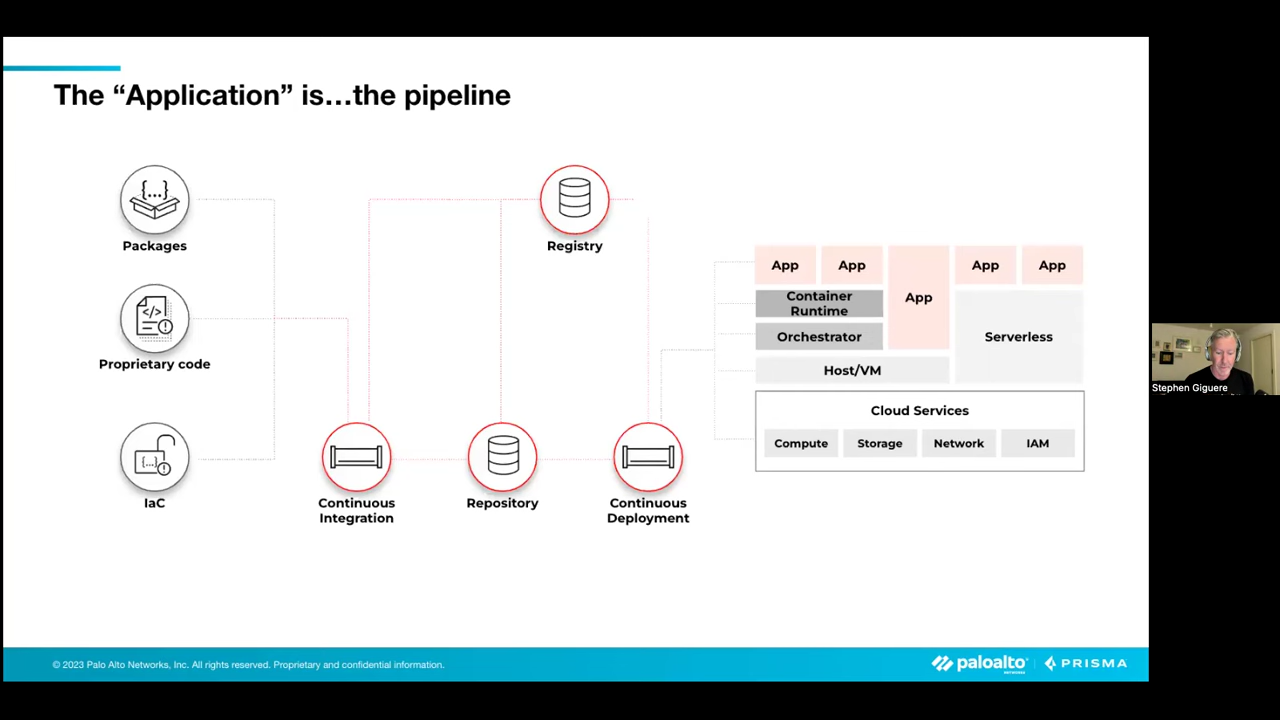 The “Application” is…the pipeline
{...}
Packages
</>
Proprietary code
{...}
IaC
Registry
Continuous
Integration
Repository
Continuous
Deployment
App
App
App
App
App
Container
Runtime
Orchestrator
Serverless
Host/VM
Cloud Services
Compute
Storage
Network
IAM
Stephen Giguere
© 2023 Palo Alto Networks, Inc. All rights reserved. Proprietary and confidential information.
paloalto
NETWORKS
PRISMA